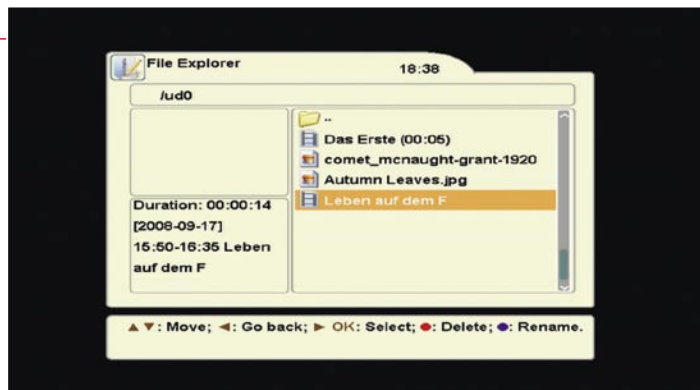 File Explorer
18:38
/ud0
..
Das Erste (00:05)
comet_mcnaught-grant-1920
Autumn Leaves.jpg
Leben auf dem F
Duration: 00:00:14
[2008-09-17]
15:50-16:35 Leben
auf dem F
▲▼: Move; ◄: Go back; ► OK: Select; ●: Delete; ●: Rename.